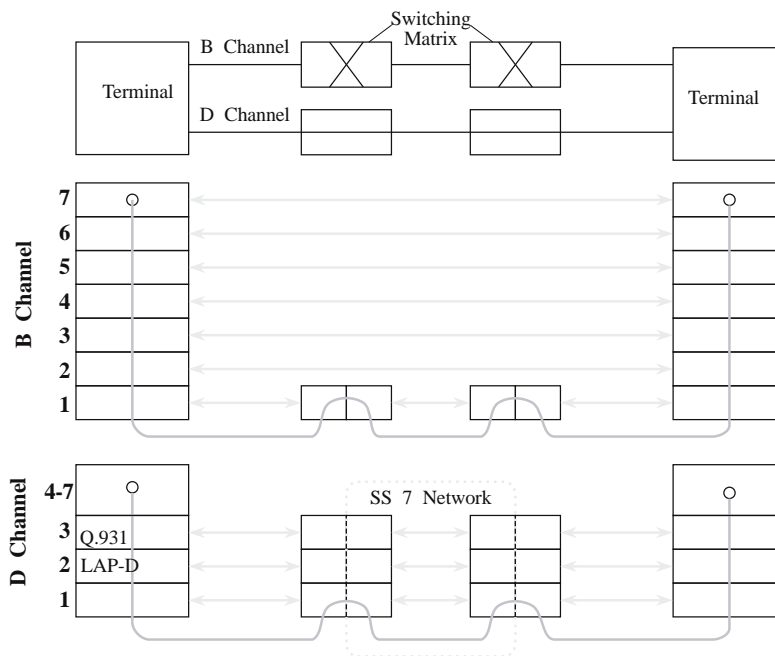 Switching
Matrix
B Channel
Terminal
Terminal
D Channel
B Channel
7
6
5
4
3
2
1
D Channel
4-7
SS 7 Network
3
Q.931
2
LAP-D
1